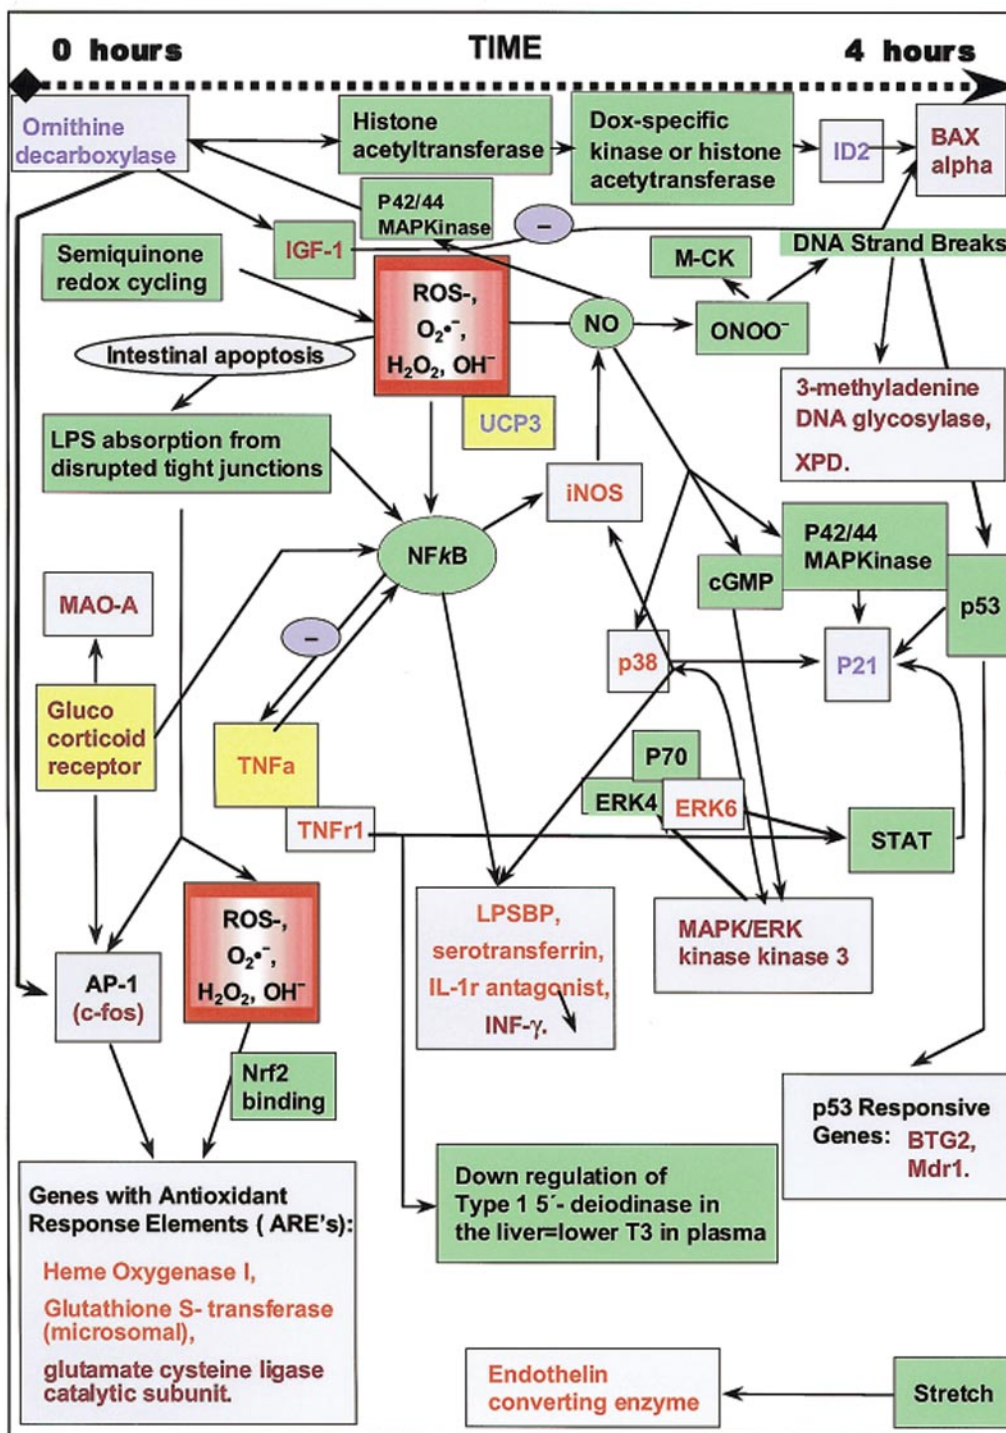 0 hours
TIME
4 hours
Ornithine
decarboxylase
Histone
acetyltransferase
Dox-specific
kinase or histone
acetytransferase
ID2
BAX
alpha
P42/44
MAPKinase
–
IGF-1
Semiquinone
redox cycling
DNA Strand Breaks
M-CK
ROS-,
O₂•⁻,
H₂O₂, OH⁻
NO
ONOO⁻
Intestinal apoptosis
UCP3
3-methyladenine
DNA glycosylase,
XPD.
LPS absorption from
disrupted tight junctions
iNOS
NFkB
P42/44
MAPKinase
cGMP
p53
MAO-A
–
p38
P21
Gluco
corticoid
receptor
TNFa
P70
ERK4
ERK6
TNFr1
STAT
ROS-,
O₂•⁻,
H₂O₂, OH⁻
LPSBP,
serotransferrin,
IL-1r antagonist,
INF-γ.
MAPK/ERK
kinase kinase 3
AP-1
(c-fos)
Nrf2
binding
p53 Responsive
Genes: BTG2,
Mdr1.
Genes with Antioxidant
Response Elements ( ARE's):
Heme Oxygenase I,
Glutathione S- transferase
(microsomal),
glutamate cysteine ligase
catalytic subunit.
Down regulation of
Type 1 5´- deiodinase in
the liver=lower T3 in plasma
Endothelin
converting enzyme
Stretch